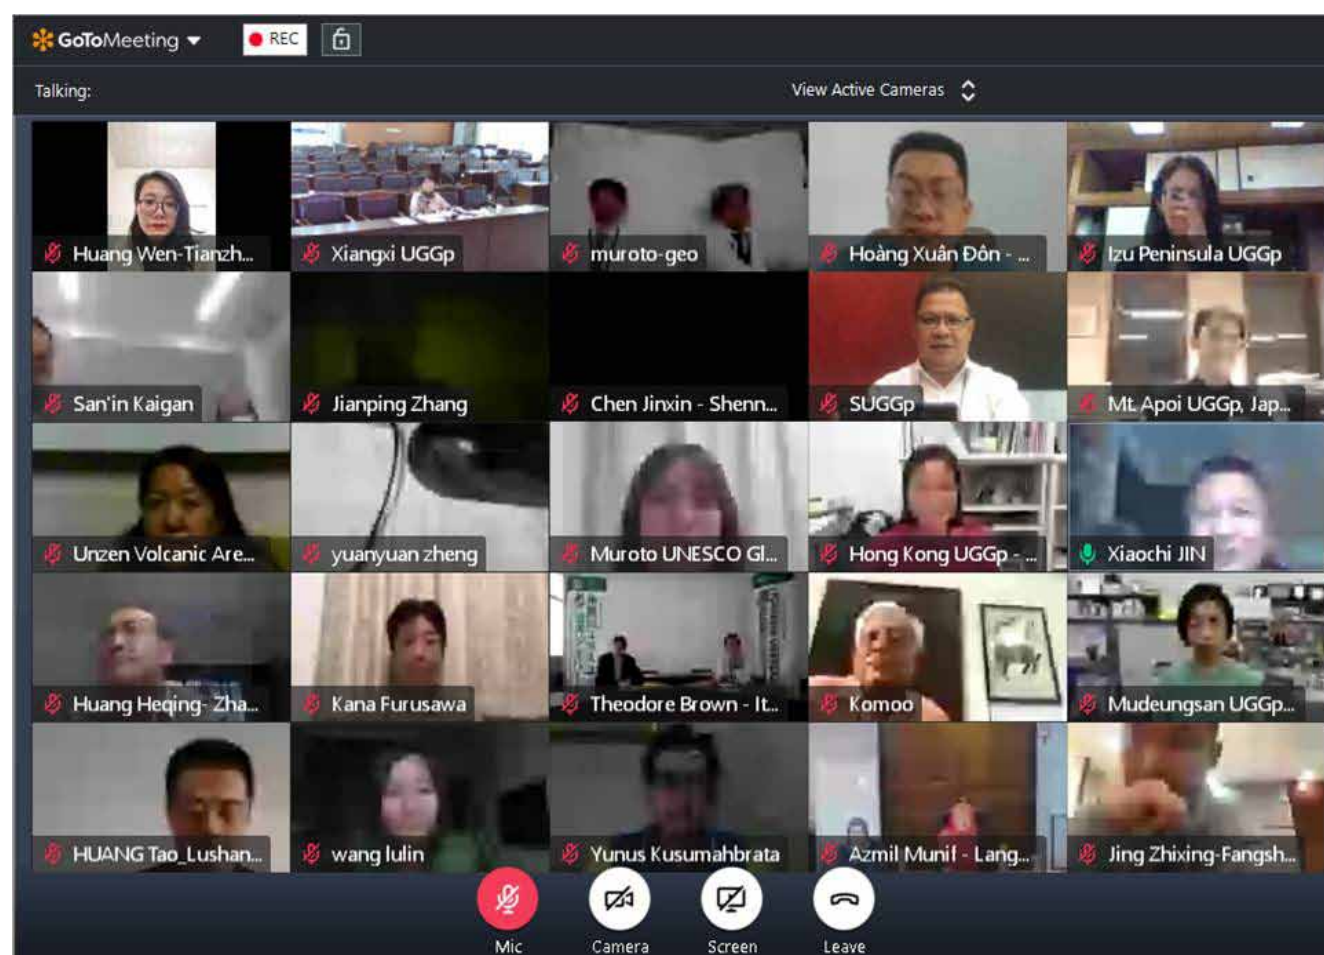 GoToMeeting
REC
Talking:
View Active Cameras
Huang Wen-Tianzh...
Xiangxi UGGp
muroto-geo
Hoàng Xuân Đôn - ...
Izu Peninsula UGGp
San'in Kaigan
Jianping Zhang
Chen Jinxin - Shenn...
SUGGp
Mt. Apoi UGGp, Jap...
Unzen Volcanic Are...
yuanyuan zheng
Muroto UNESCO Gl...
Hong Kong UGGp - ...
Xiaochi JIN
Huang Heqing- Zha...
Kana Furusawa
Theodore Brown - It...
Komoo
Mudeungsan UGGp...
HUANG Tao_Lushan...
wang lulin
Yunus Kusumahbrata
Azmil Munif - Lang...
Jing Zhixing-Fangsh...
Mic
Camera
Screen
Leave